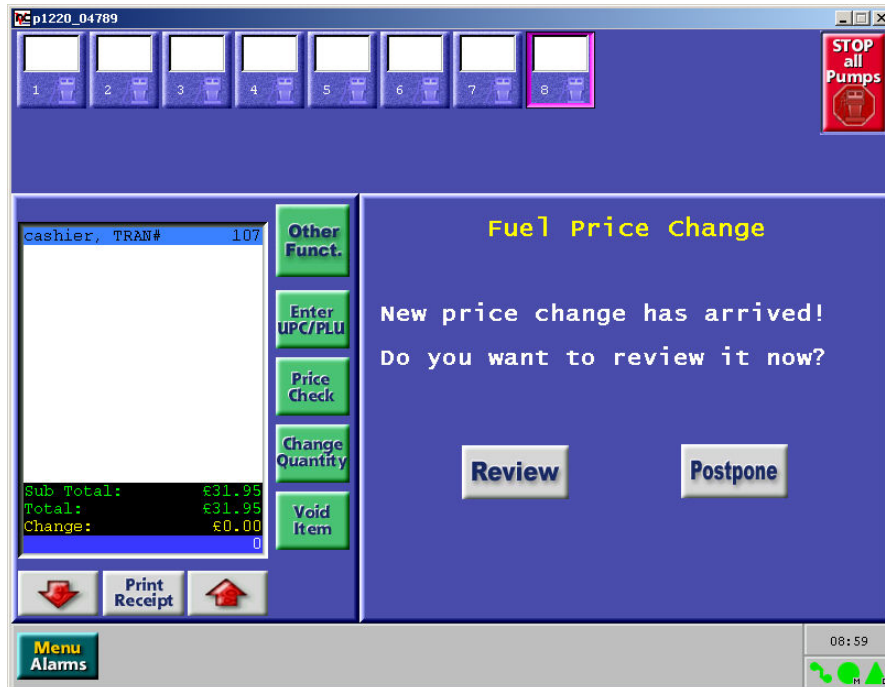 p1220_04789
1 2 3 4 5 6 7 8
STOP
all
Pumps
cashier, TRAN# 107
Sub Total: £31.95
Total: £31.95
Change: £0.00
0
Other
Funct.
Enter
UPC/PLU
Price
Check
Change
Quantity
Void
Item
Print
Receipt
Fuel Price Change
New price change has arrived!
Do you want to review it now?
Review Postpone
Menu
Alarms
08:59
M